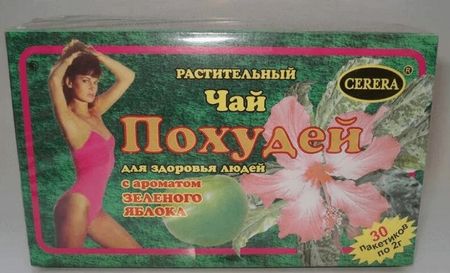 РАСТИТЕЛЬНЫЙ
CERERA ®
Чай
Похудей
для здоровья людей
с ароматом
ЗЕЛЕНОГО
ЯБЛОКА
30
пакетиков
по 2г